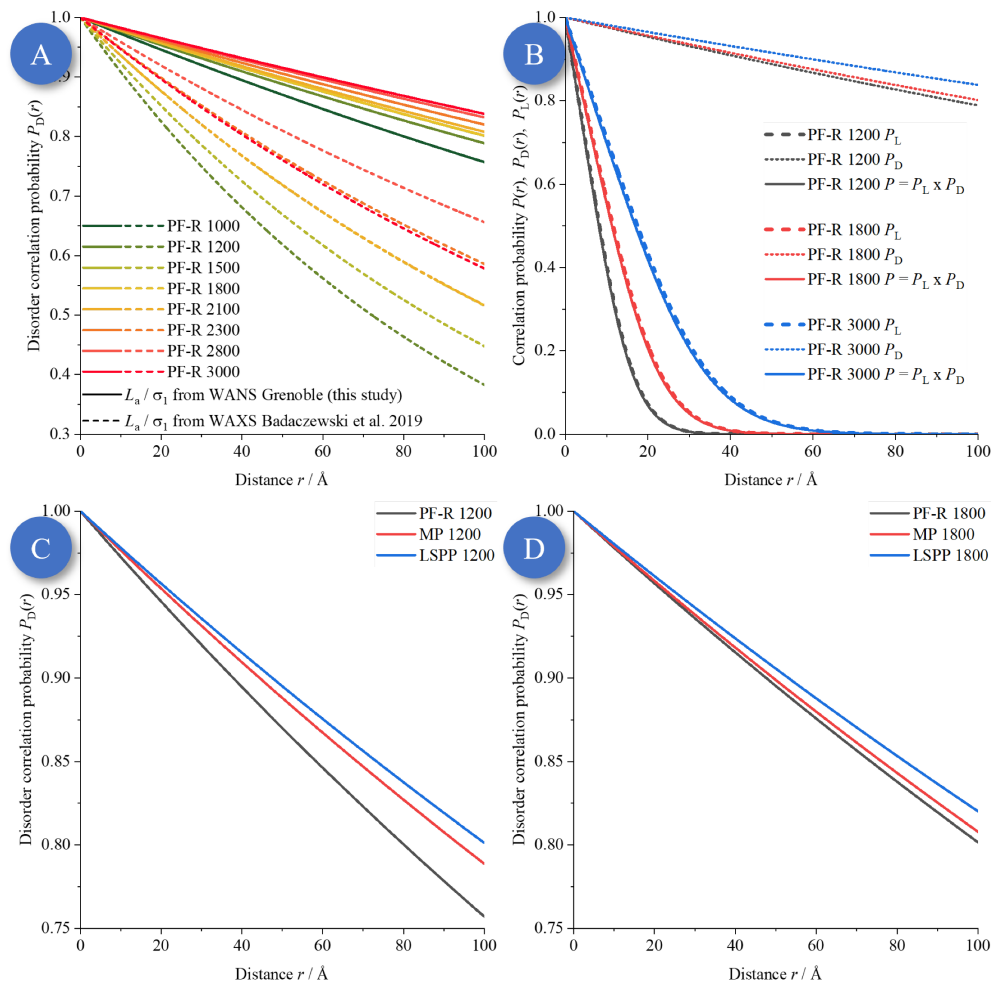 A
Disorder correlation probability P_D(r)
1.0
0.9
0.8
0.7
0.6
0.5
0.4
0.3
PF-R 1000
PF-R 1200
PF-R 1500
PF-R 1800
PF-R 2100
PF-R 2300
PF-R 2800
PF-R 3000
L_a / σ_1 from WANS Grenoble (this study)
L_a / σ_1 from WAXS Badaczewski et al. 2019
0
20
40
60
80
100
Distance r / Å
B
Correlation probability P(r), P_D(r), P_L(r)
1.0
0.8
0.6
0.4
0.2
0.0
PF-R 1200 P_L
PF-R 1200 P_D
PF-R 1200 P = P_L x P_D
PF-R 1800 P_L
PF-R 1800 P_D
PF-R 1800 P = P_L x P_D
PF-R 3000 P_L
PF-R 3000 P_D
PF-R 3000 P = P_L x P_D
0
20
40
60
80
100
Distance r / Å
C
Disorder correlation probability P_D(r)
1.00
0.95
0.90
0.85
0.80
0.75
PF-R 1200
MP 1200
LSPP 1200
0
20
40
60
80
100
Distance r / Å
D
Disorder correlation probability P_D(r)
1.00
0.95
0.90
0.85
0.80
0.75
PF-R 1800
MP 1800
LSPP 1800
0
20
40
60
80
100
Distance r / Å